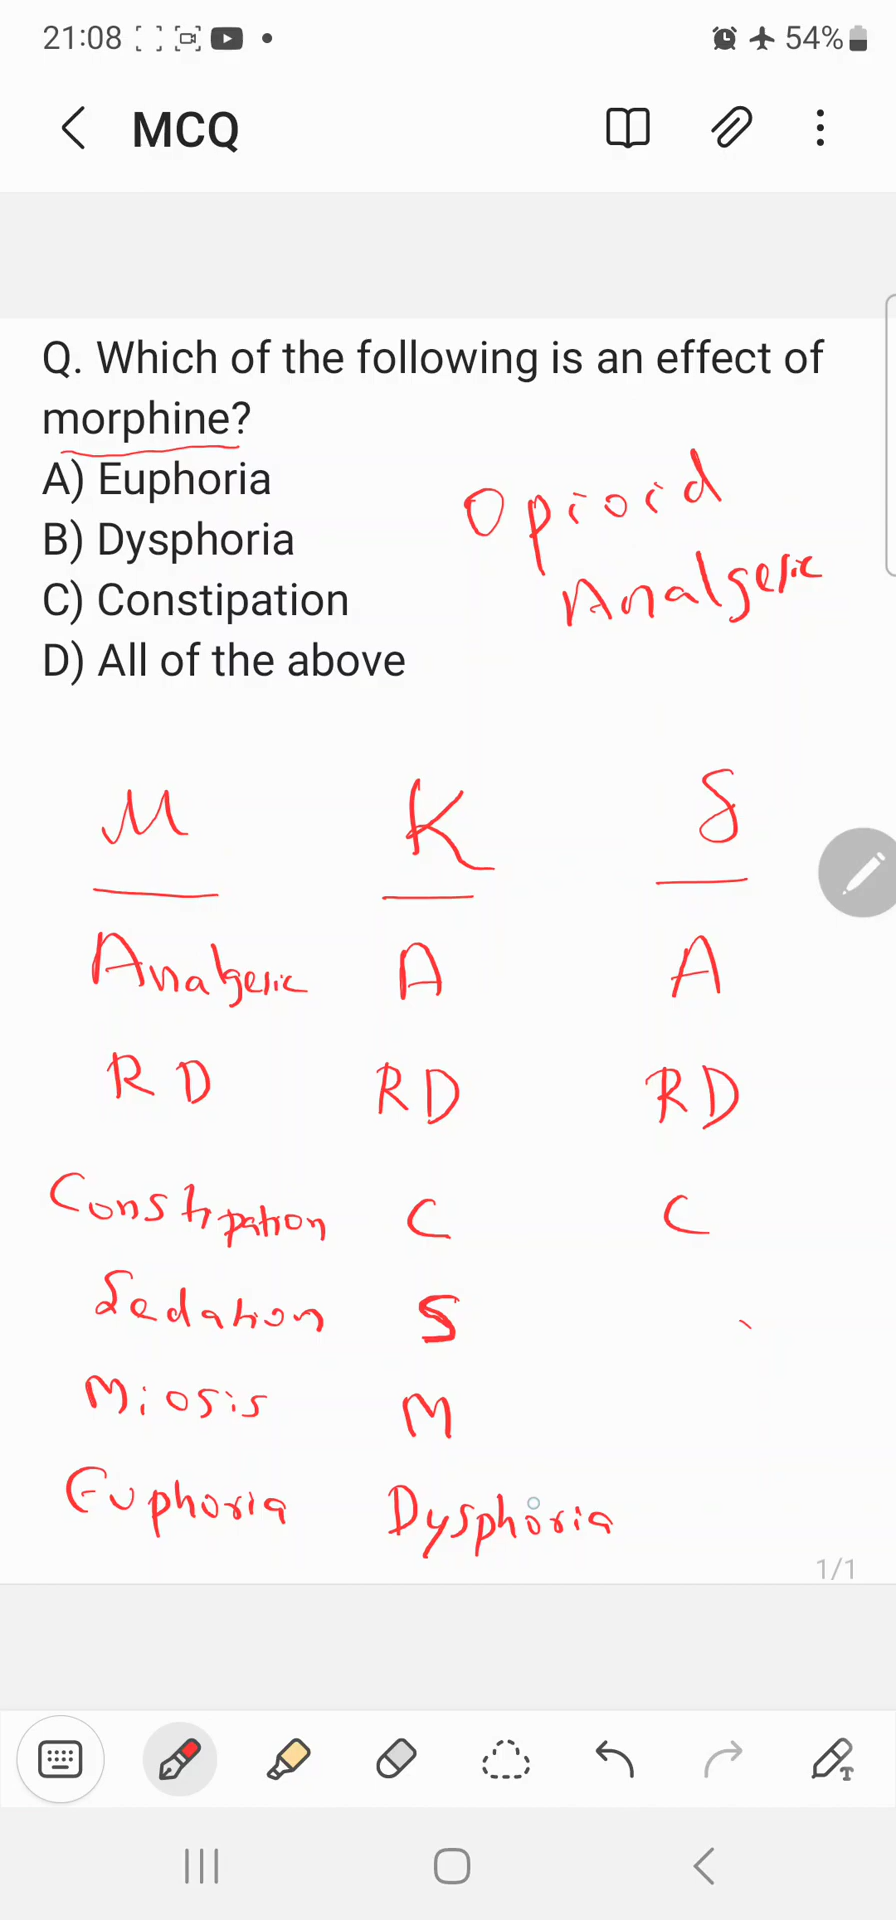 21:08 54%
MCQ
Q. Which of the following is an effect of
morphine?
A) Euphoria
B) Dysphoria
C) Constipation
D) All of the above
Opioid
Analgesic
μ K δ
Analgesic A A
RD RD RD
Constipation C C
Sedation S
Miosis M
Euphoria Dysphoria
1/1
T